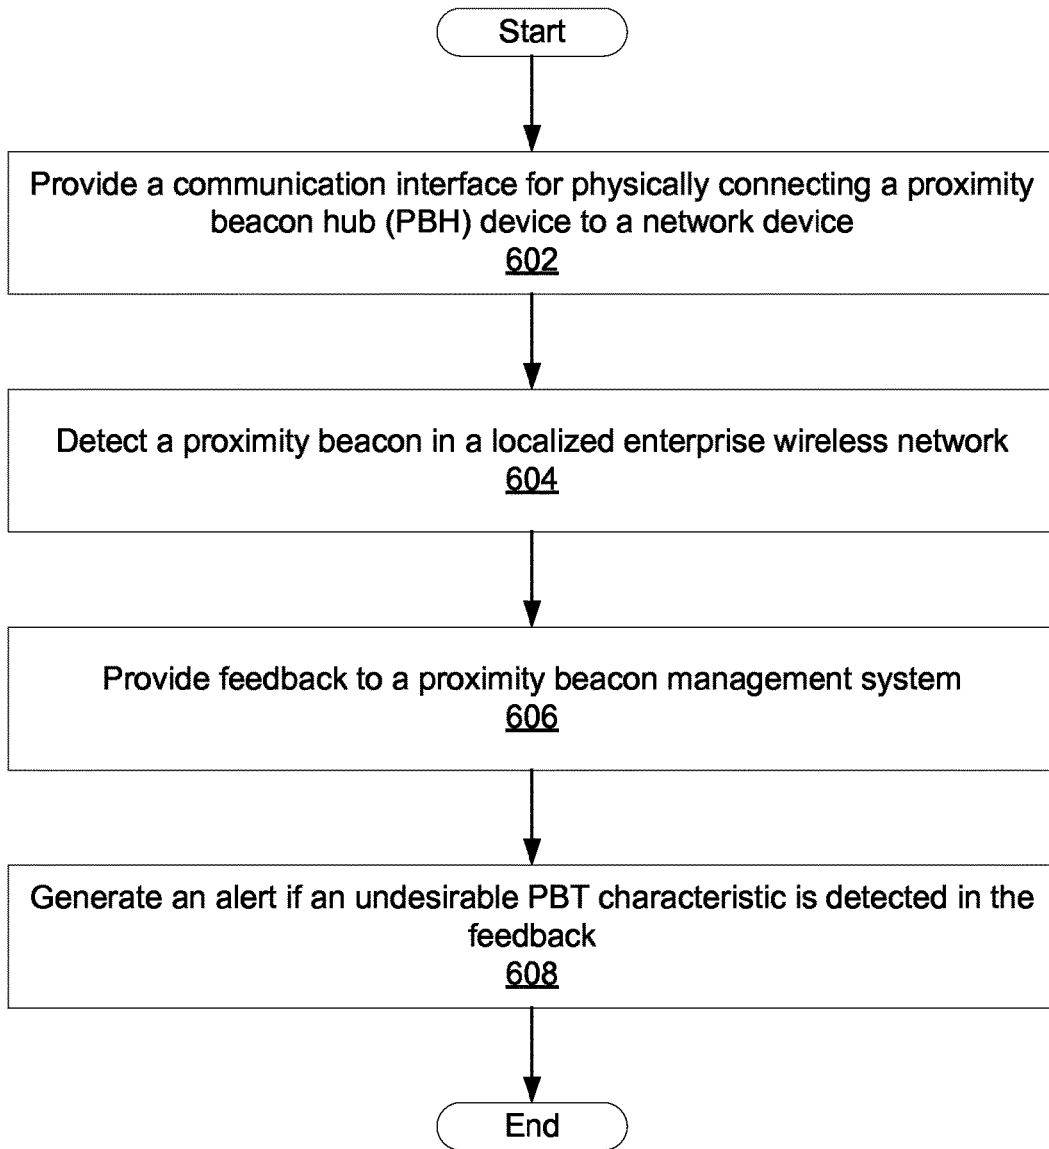 Start
Provide a communication interface for physically connecting a proximity
beacon hub (PBH) device to a network device
602
Detect a proximity beacon in a localized enterprise wireless network
604
Provide feedback to a proximity beacon management system
606
Generate an alert if an undesirable PBT characteristic is detected in the
feedback
608
End